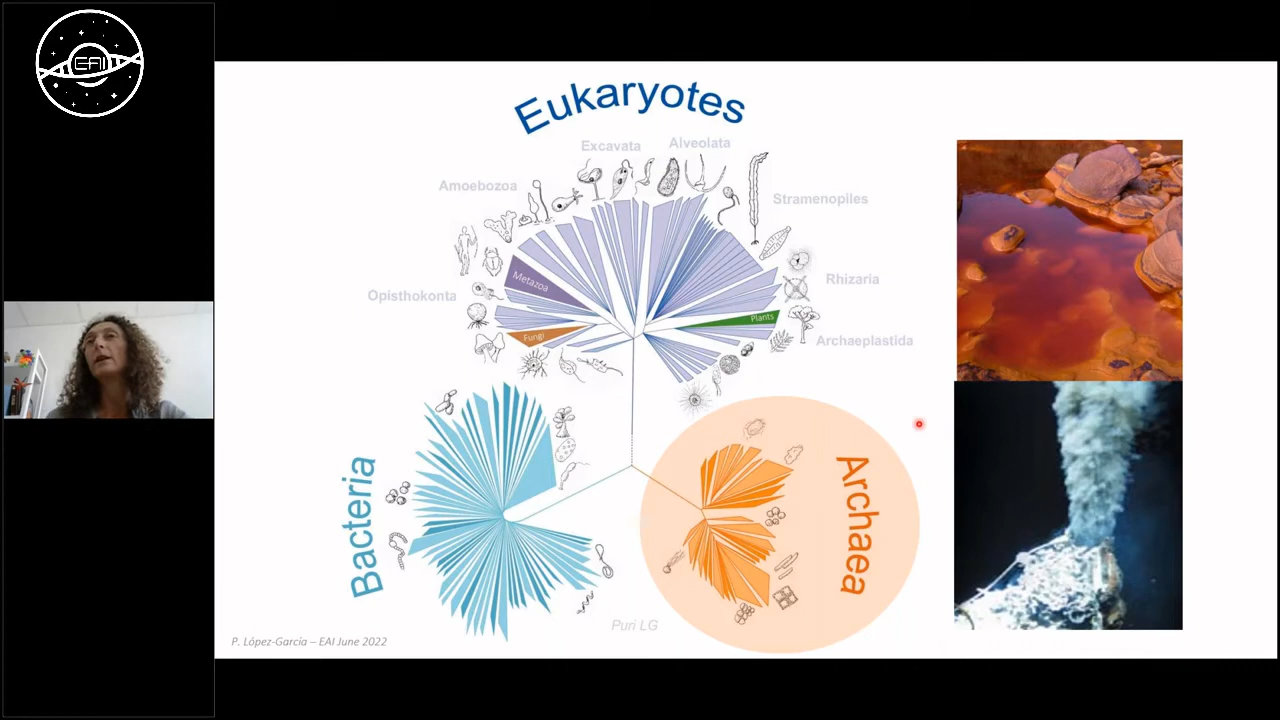 EAI
Eukaryotes
Excavata
Alveolata
Amoebozoa
Stramenopiles
Metazoa
Rhizaria
Opisthokonta
Plants
Fungi
Archaeplastida
Bacteria
Archaea
Puri LG
P. López-García – EAI June 2022